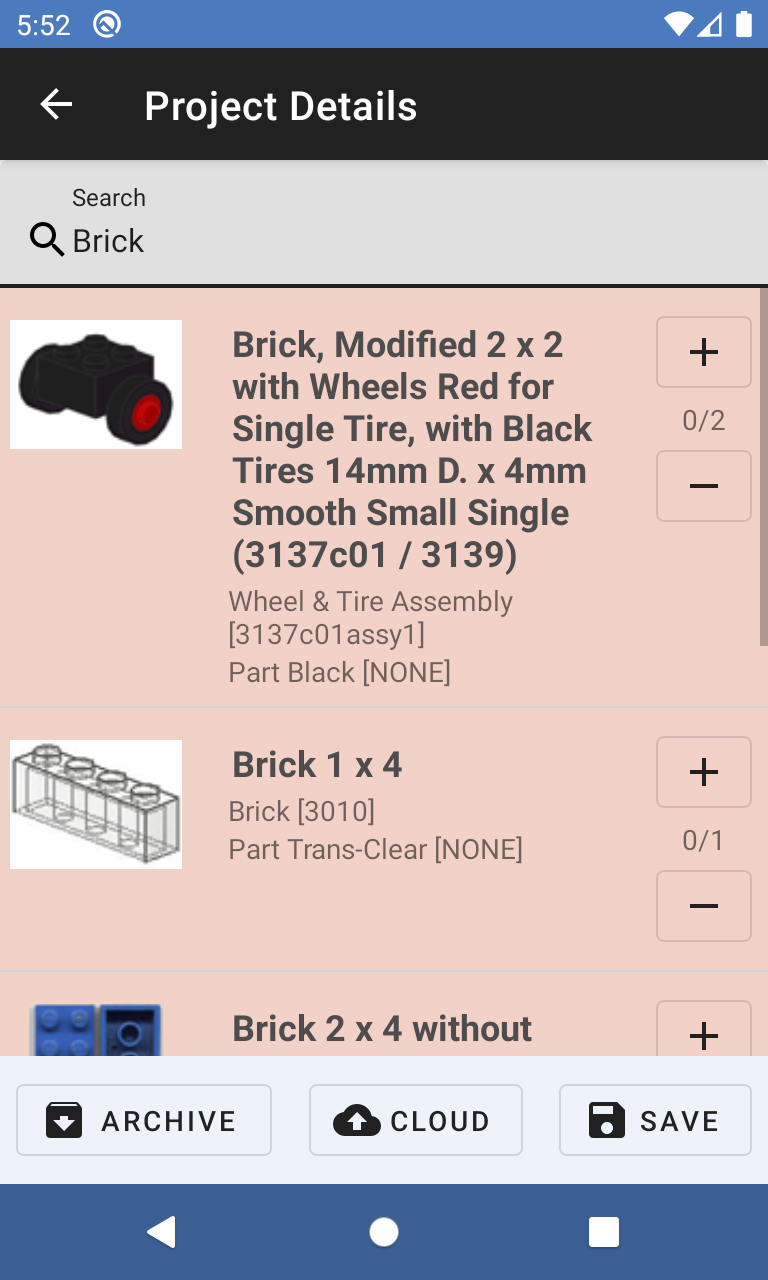 5:52
Project Details
Search
Brick
Brick, Modified 2 x 2
with Wheels Red for
Single Tire, with Black
Tires 14mm D. x 4mm
Smooth Small Single
(3137c01 / 3139)
Wheel & Tire Assembly
[3137c01assy1]
Part Black [NONE]
0/2
Brick 1 x 4
Brick [3010]
Part Trans-Clear [NONE]
0/1
Brick 2 x 4 without
ARCHIVE
CLOUD
SAVE